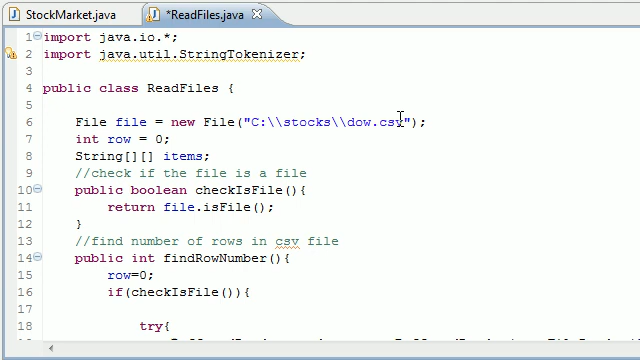 StockMarket.java
*ReadFiles.java
1 import java.io.*;
2 import java.util.StringTokenizer;
3
4 public class ReadFiles {
5
6 File file = new File("C:\\stocks\\dow.csv");
7 int row = 0;
8 String[][] items;
9 //check if the file is a file
10 public boolean checkIsFile(){
11 return file.isFile();
12 }
13 //find number of rows in csv file
14 public int findRowNumber(){
15 row=0;
16 if(checkIsFile()){
17
18 try{